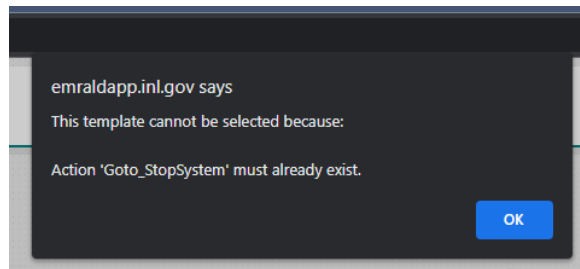 emraldapp.inl.gov says
This template cannot be selected because:
Action 'Goto_StopSystem' must already exist.
OK